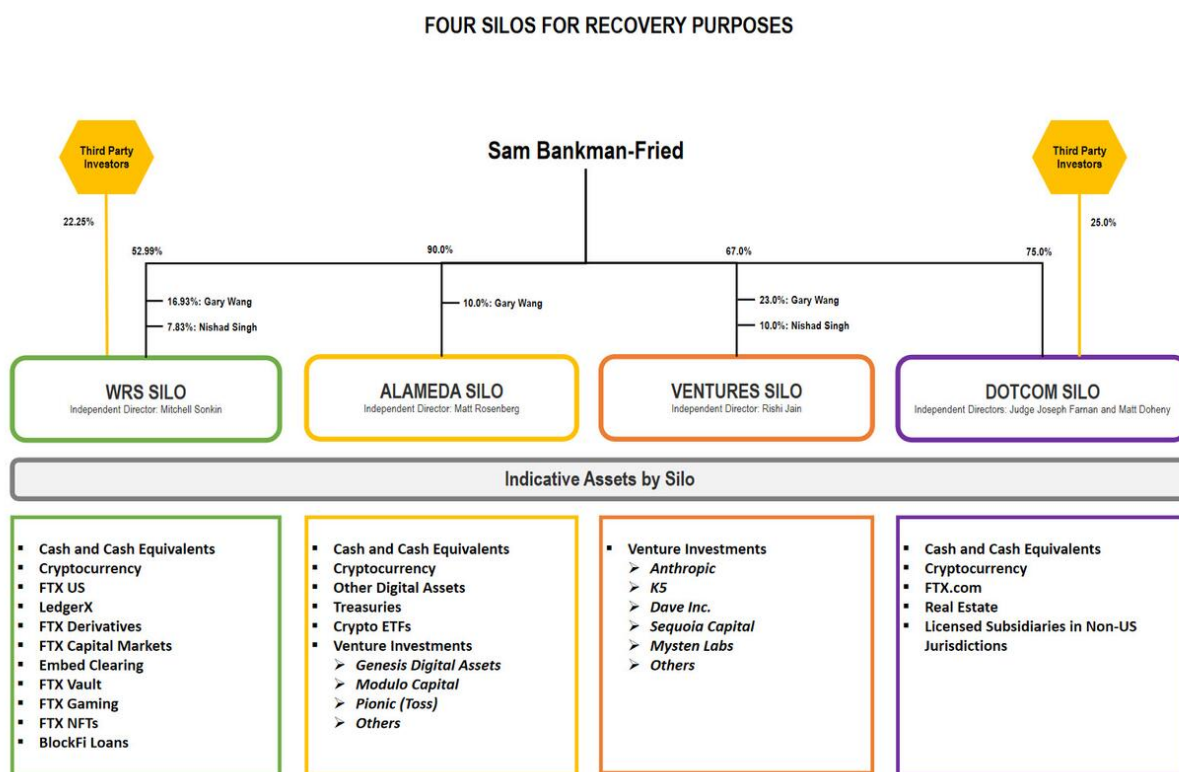 FOUR SILOS FOR RECOVERY PURPOSES
Third Party
Investors
Sam Bankman-Fried
Third Party
Investors
22.25%
25.0%
52.99%
90.0%
67.0%
75.0%
16.93%: Gary Wang
7.83%: Nishad Singh
10.0%: Gary Wang
23.0%: Gary Wang
10.0%: Nishad Singh
WRS SILO
Independent Director: Mitchell Sonkin
ALAMEDA SILO
Independent Director: Matt Rosenberg
VENTURES SILO
Independent Director: Rishi Jain
DOTCOM SILO
Independent Directors: Judge Joseph Farnan and Matt Doheny
Indicative Assets by Silo
▪ Cash and Cash Equivalents
▪ Cryptocurrency
▪ FTX US
▪ LedgerX
▪ FTX Derivatives
▪ FTX Capital Markets
▪ Embed Clearing
▪ FTX Vault
▪ FTX Gaming
▪ FTX NFTs
▪ BlockFi Loans
▪ Cash and Cash Equivalents
▪ Cryptocurrency
▪ Other Digital Assets
▪ Treasuries
▪ Crypto ETFs
▪ Venture Investments
➢ Genesis Digital Assets
➢ Modulo Capital
➢ Pionic (Toss)
➢ Others
▪ Venture Investments
➢ Anthropic
➢ K5
➢ Dave Inc.
➢ Sequoia Capital
➢ Mysten Labs
➢ Others
▪ Cash and Cash Equivalents
▪ Cryptocurrency
▪ FTX.com
▪ Real Estate
▪ Licensed Subsidiaries in Non-US
Jurisdictions